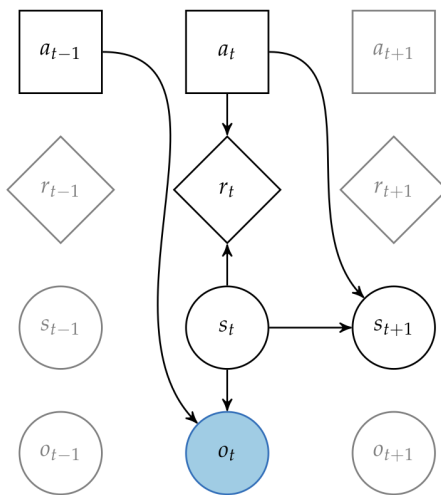 a_{t−1} a_t a_{t+1}
r_{t−1} r_t r_{t+1}
s_{t−1} s_t s_{t+1}
o_{t−1} o_t o_{t+1}